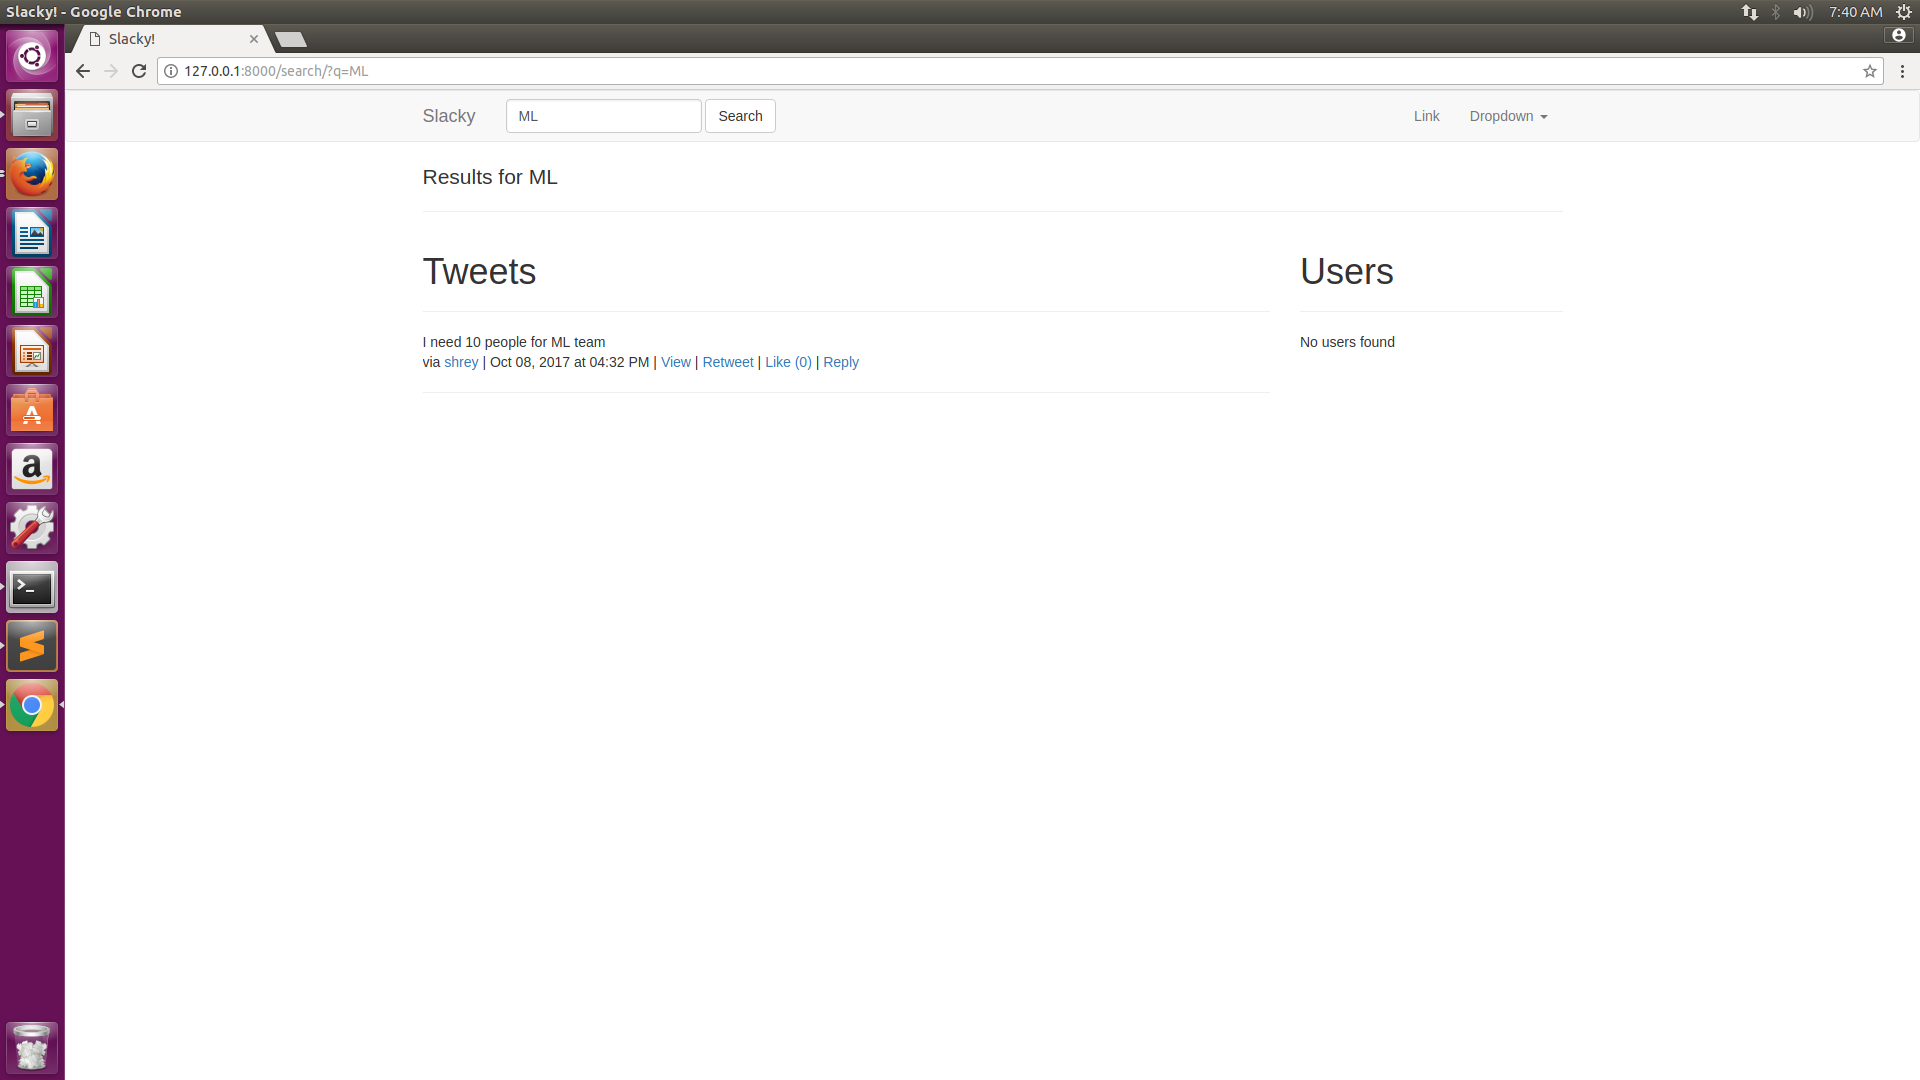 Slacky! - Google Chrome
7:40 AM
Slacky!
127.0.0.1:8000/search/?q=ML
Slacky
ML
Search
Link
Dropdown
Results for ML
Tweets
Users
I need 10 people for ML team
No users found
via shrey | Oct 08, 2017 at 04:32 PM | View | Retweet | Like (0) | Reply